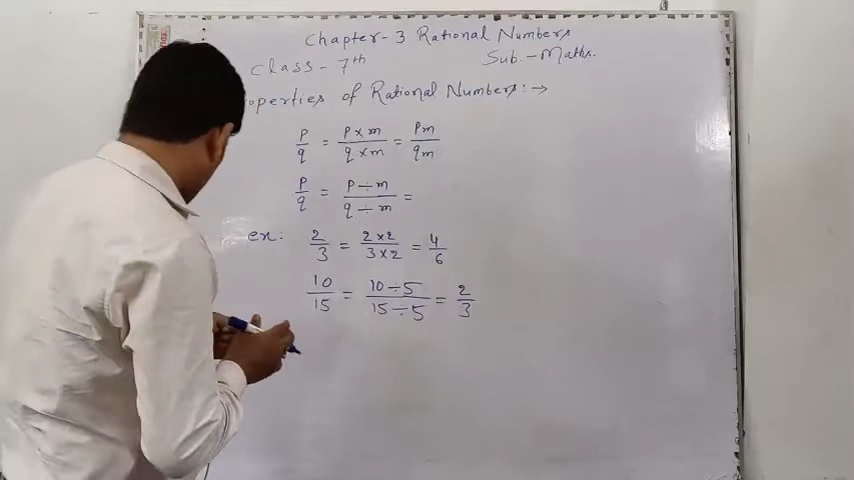 Chapter-3 Rational Numbers
Class-7th Sub.-Maths.
operties of Rational Numbers:→
p/q = p×m/q×m = pm/qm
p/q = p÷m/q÷m =
ex: 2/3 = 2×2/3×2 = 4/6
10/15 = 10÷5/15÷5 = 2/3